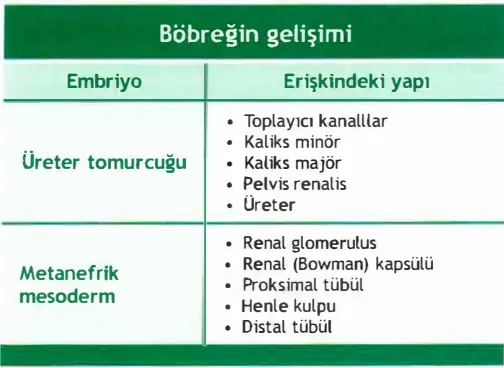 Böbreğin gelişimi
Embriyo
Erişkindeki yapı
Üreter tomurcuğu
• Toplayıcı kanalllar
• Kaliks minör
• Kaliks majör
• Pelvis renalis
• Üreter
Metanefrik
mesoderm
• Renal glomerulus
• Renal (Bowman) kapsülü
• Proksimal tübül
• Henle kulpu
• Distal tübül